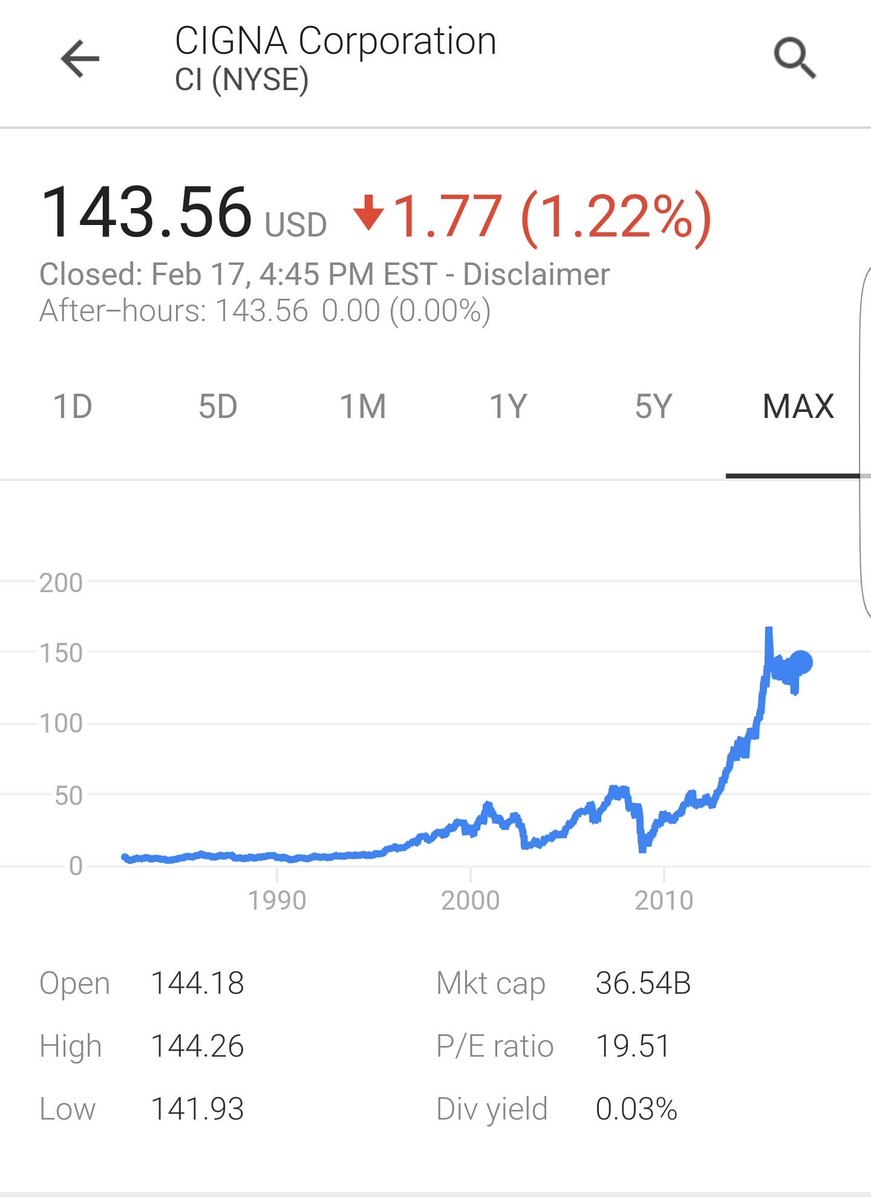 CIGNA Corporation
CI (NYSE)
143.56 USD ↓1.77 (1.22%)
Closed: Feb 17, 4:45 PM EST - Disclaimer
After-hours: 143.56 0.00 (0.00%)
1D 5D 1M 1Y 5Y MAX
200
150
100
50
0
1990 2000 2010
Open 144.18 Mkt cap 36.54B
High 144.26 P/E ratio 19.51
Low 141.93 Div yield 0.03%